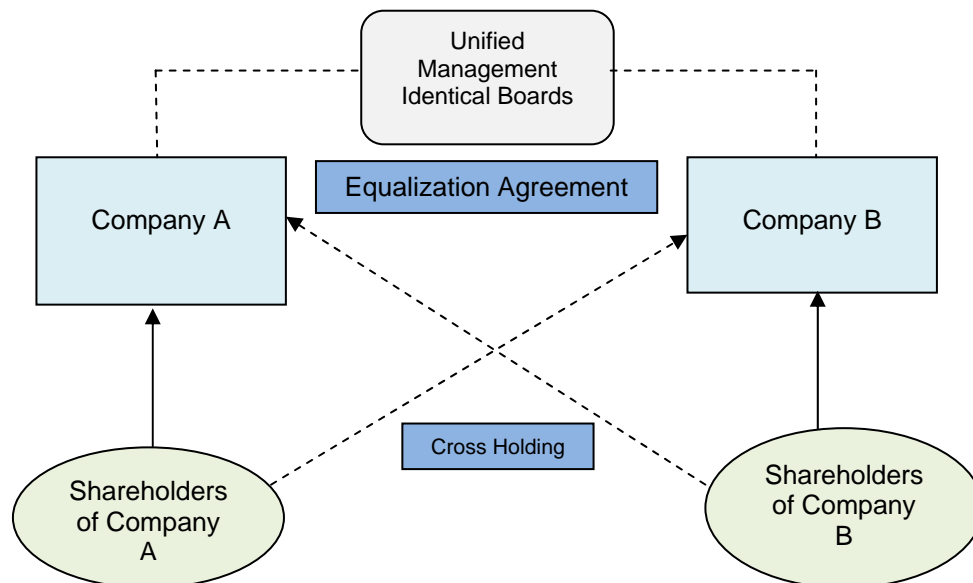 Unified
Management
Identical Boards
Equalization Agreement
Company A
Company B
Cross Holding
Shareholders
of Company
A
Shareholders
of Company
B